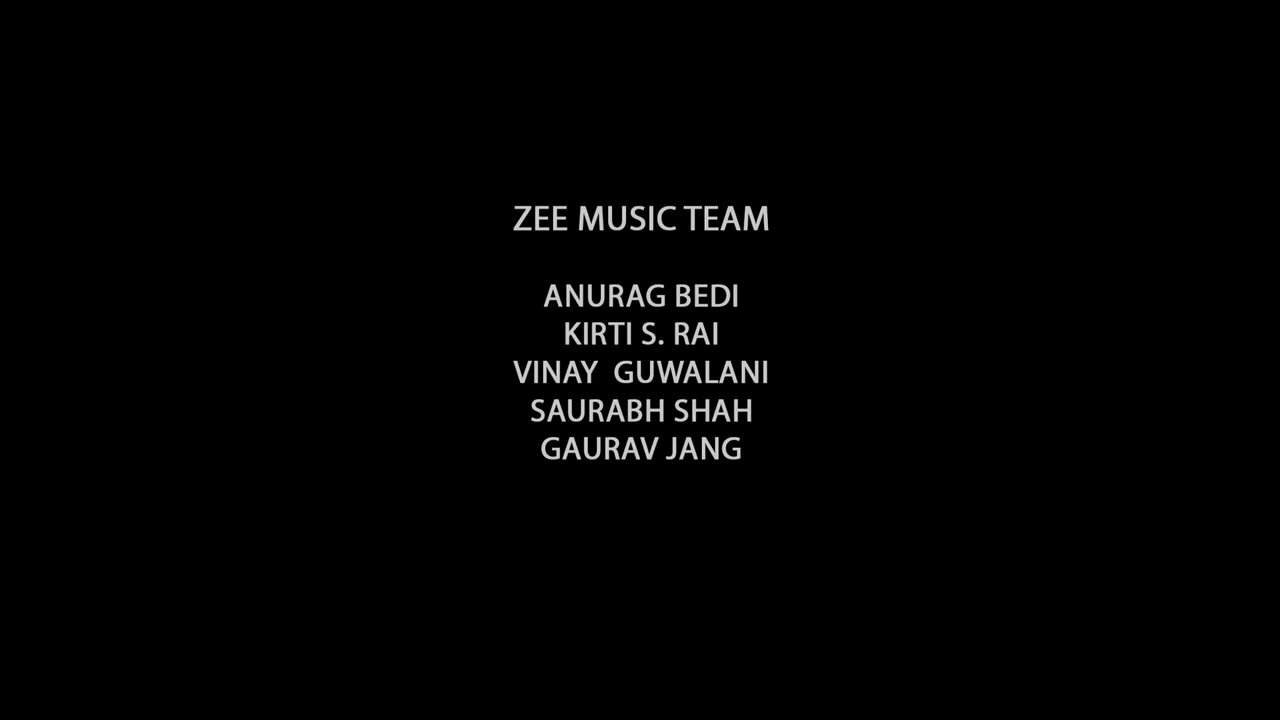 ZEE MUSIC TEAM
ANURAG BEDI
KIRTI S. RAI
VINAY  GUWALANI
SAURABH SHAH
GAURAV JANG